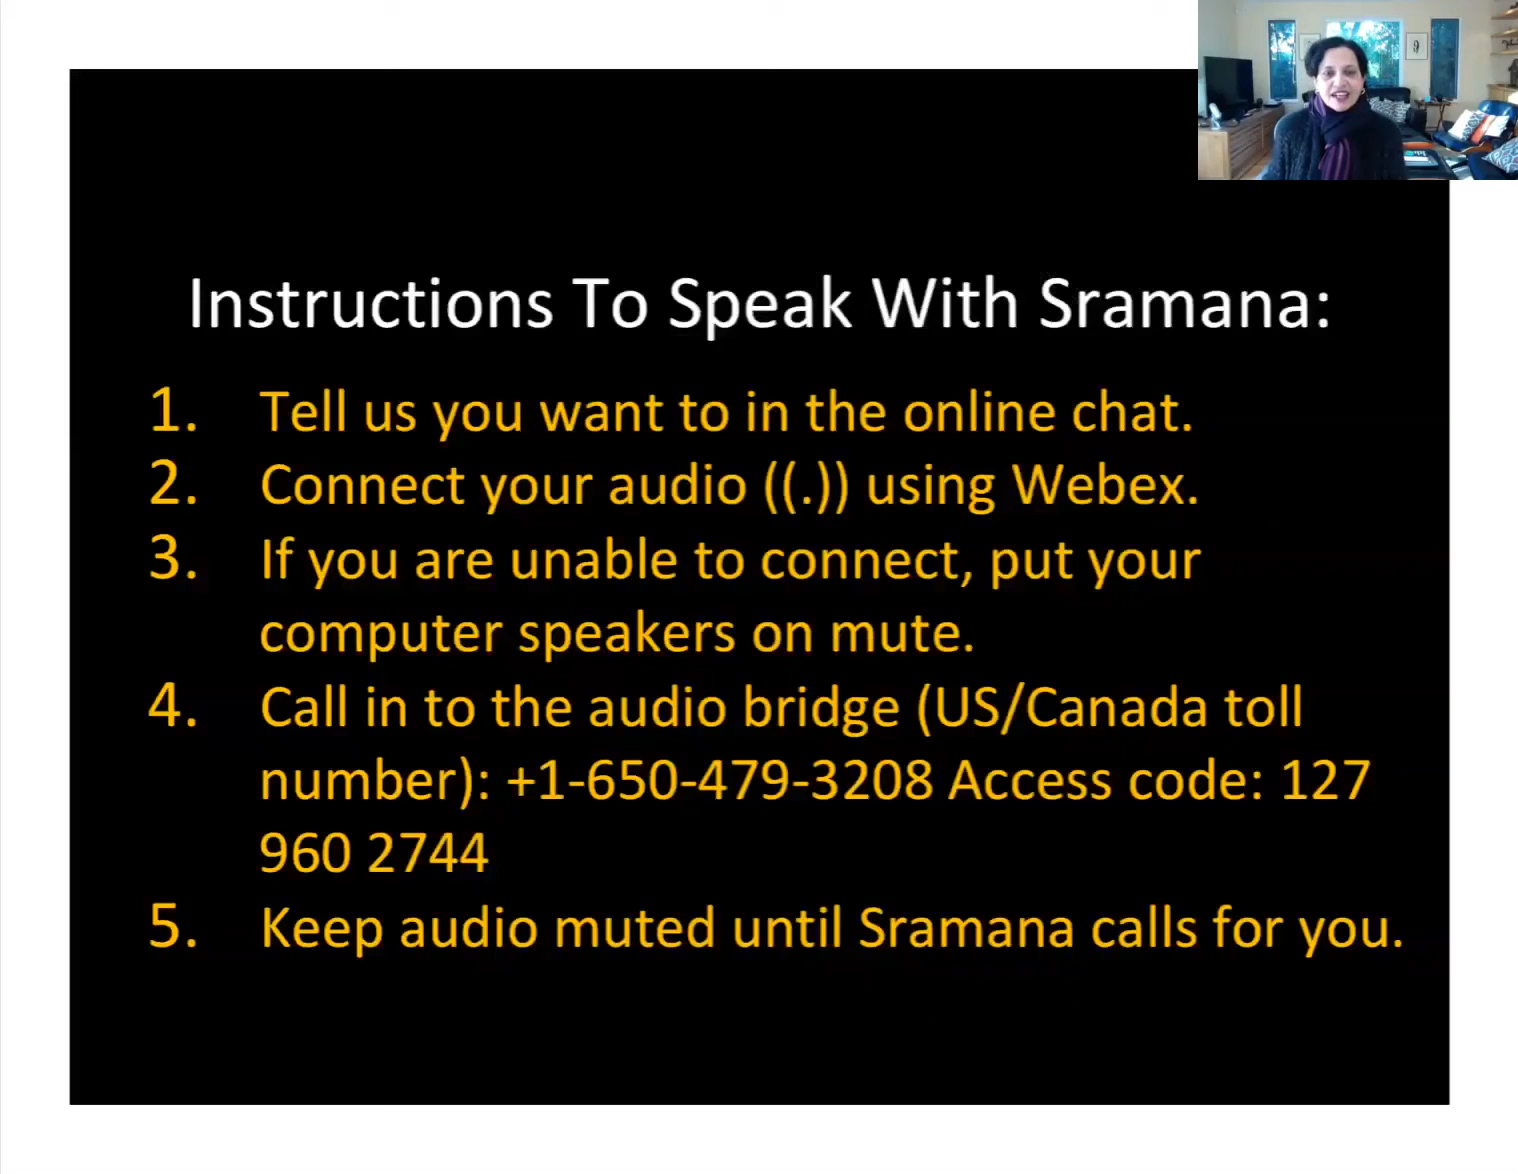 Instructions To Speak With Sramana:
1. Tell us you want to in the online chat.
2. Connect your audio ((.)) using Webex.
3. If you are unable to connect, put your
computer speakers on mute.
4. Call in to the audio bridge (US/Canada toll
number): +1-650-479-3208 Access code: 127
960 2744
5. Keep audio muted until Sramana calls for you.